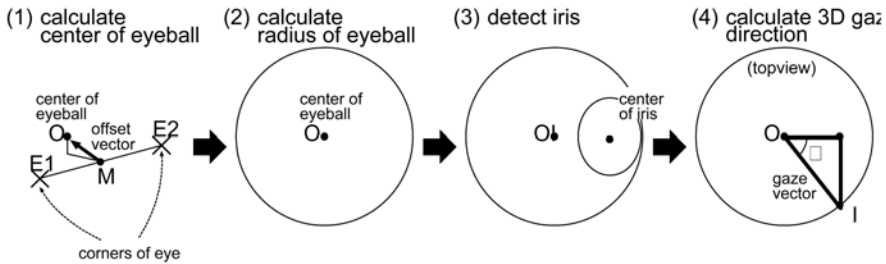 (1) calculate
center of eyeball
center of
eyeball
O
offset
vector
E2
E1
M
corners of eye
(2) calculate
radius of eyeball
center of
eyeball
O
(3) detect iris
center
of iris
O
I
(4) calculate 3D gaz
direction
(topview)
O
gaze
vector
I